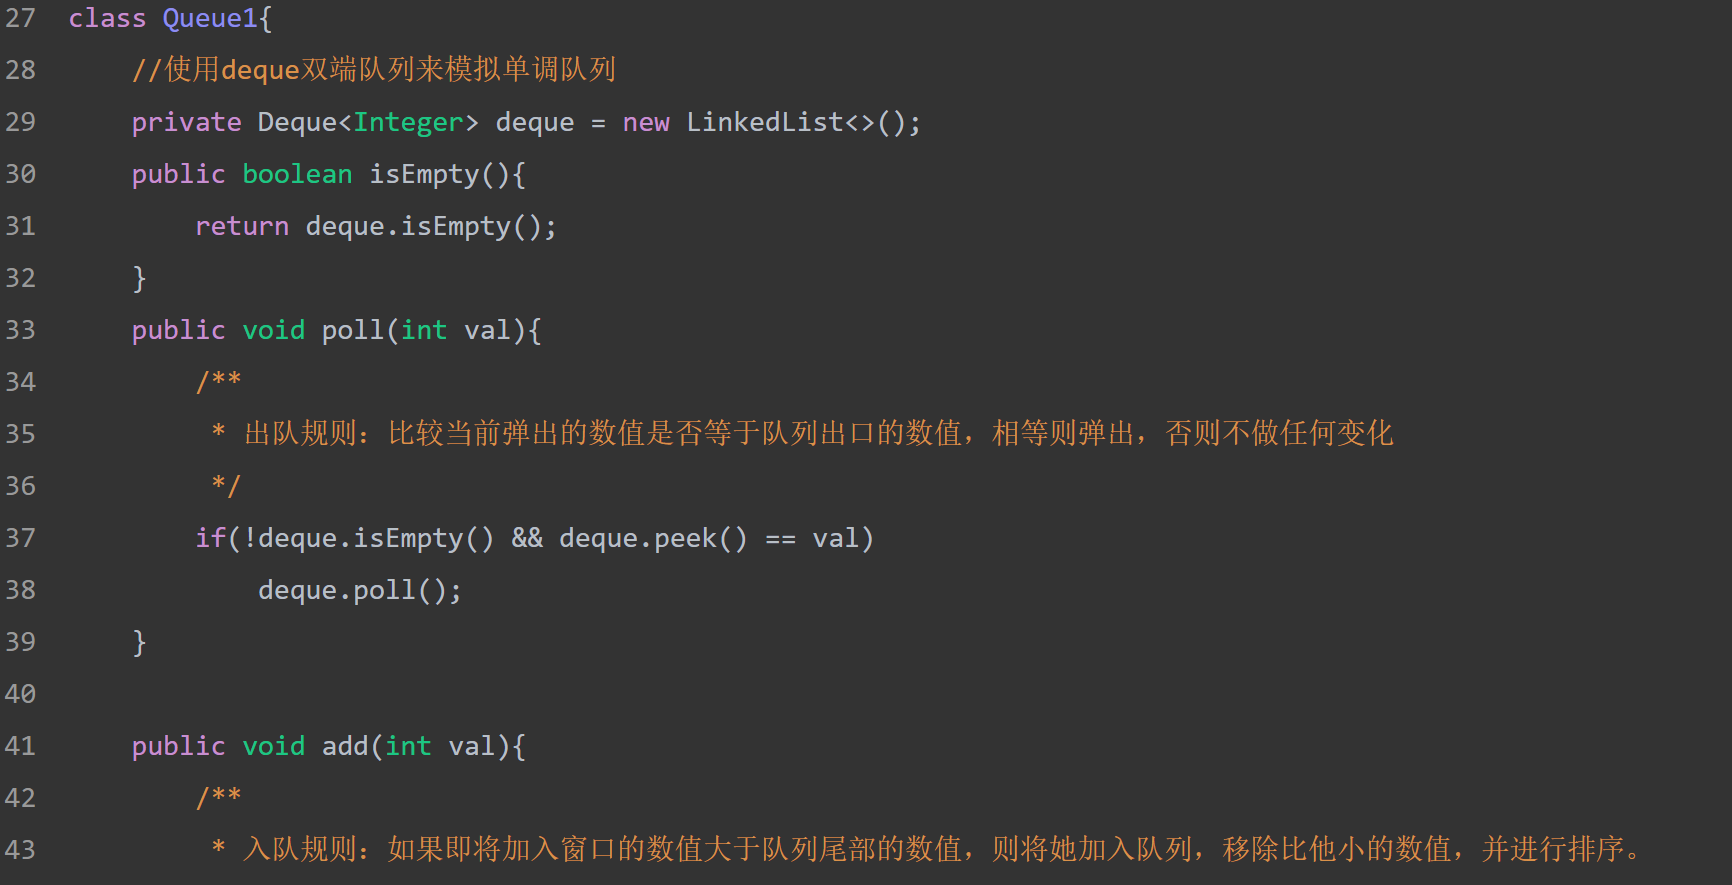 27 class Queue1{
28     //使用deque双端队列来模拟单调队列
29     private Deque<Integer> deque = new LinkedList<>();
30     public boolean isEmpty(){
31         return deque.isEmpty();
32     }
33     public void poll(int val){
34         /**
35          * 出队规则：比较当前弹出的数值是否等于队列出口的数值，相等则弹出，否则不做任何变化
36          */
37         if(!deque.isEmpty() && deque.peek() == val)
38             deque.poll();
39     }
40
41     public void add(int val){
42         /**
43          * 入队规则：如果即将加入窗口的数值大于队列尾部的数值，则将她加入队列，移除比他小的数值，并进行排序。